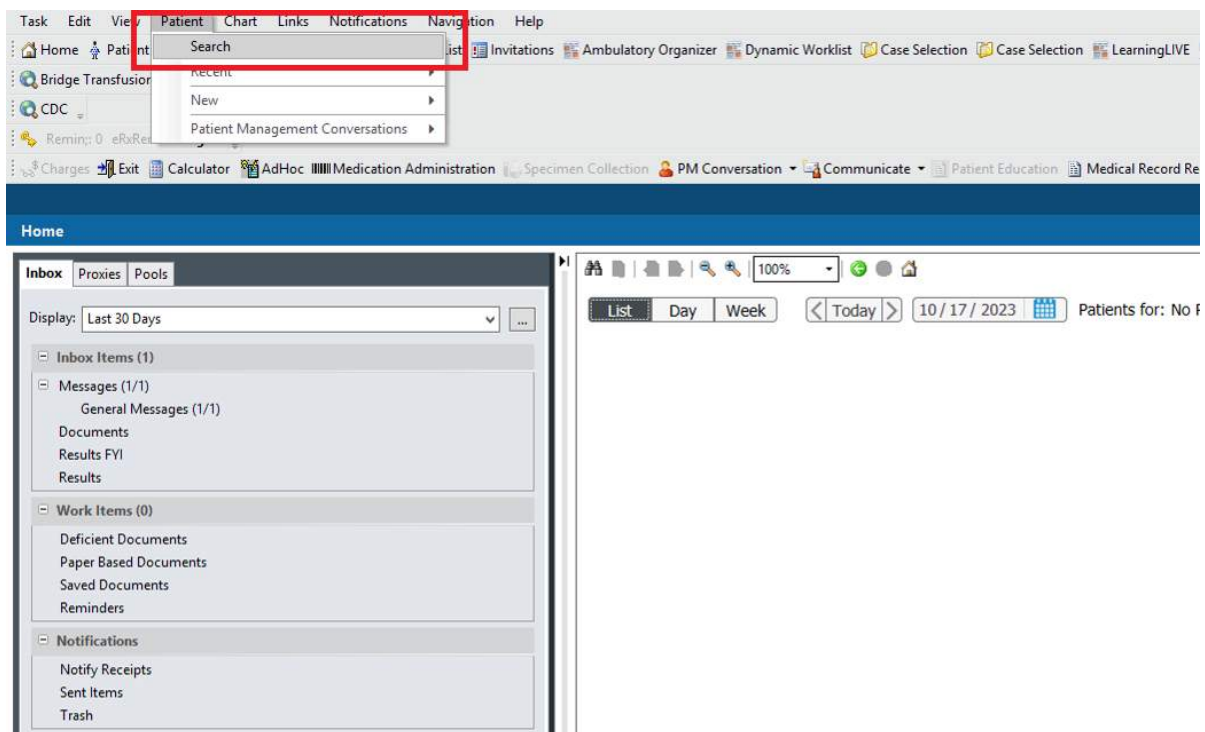 Task Edit View Patient Chart Links Notifications Navigation Help
Home Patient Search Invitations Ambulatory Organizer Dynamic Worklist Case Selection Case Selection LearningLIVE
Bridge Transfusion Recent
CDC New
Remin;: 0 Patient Management Conversations
Charges Exit Calculator AdHoc Medication Administration Specimen Collection PM Conversation Communicate Patient Education Medical Record Re
Home
Inbox Proxies Pools 100%
Display: Last 30 Days ... List Day Week Today 10/17/2023 Patients for: No
Inbox Items (1)
Messages (1/1)
General Messages (1/1)
Documents
Results FYI
Results
Work Items (0)
Deficient Documents
Paper Based Documents
Saved Documents
Reminders
Notifications
Notify Receipts
Sent Items
Trash